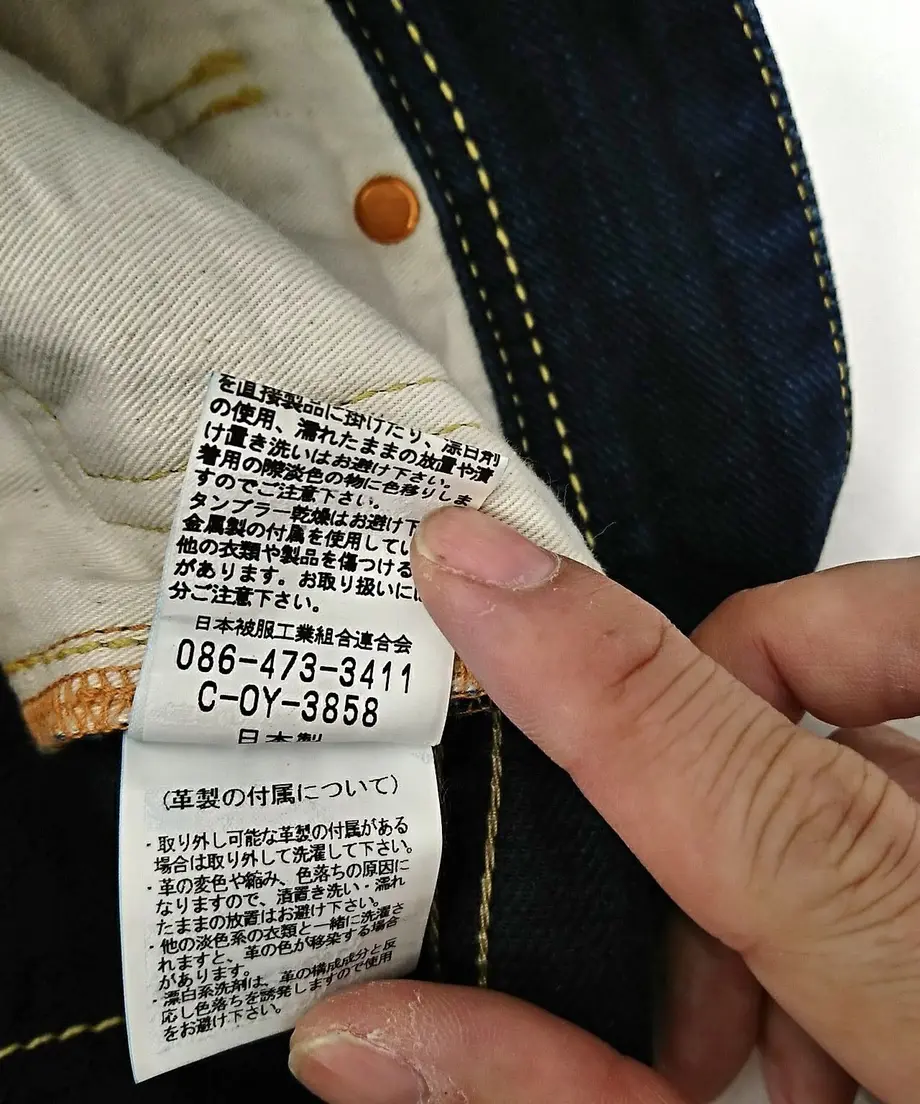 を直接製品に掛けたり、漂白剤
の使用、濡れたままの放置や漬
け置き洗いはお避け下さい。
着用の際淡色の物に色移りしま
すのでご注意下さい。
タンブラー乾燥はお避け下
金属製の付属を使用してい
他の衣類や製品を傷つける
があります。お取り扱いには
分ご注意下さい。
日本被服工業組合連合会
086-473-3411
C-OY-3858
日本製
(革製の付属について)
・取り外し可能な革製の付属がある
場合は取り外して洗濯して下さい。
・革の変色や縮み、色落ちの原因に
なりますので、漬置き洗い・濡れ
たままの放置はお避け下さい。
・他の淡色系の衣類と一緒に洗濯さ
れますと、革の色が移染する場合
があります。
・漂白系洗剤は、革の構成成分と反
応し色落ちを誘発しますので使用
をお避け下さい。